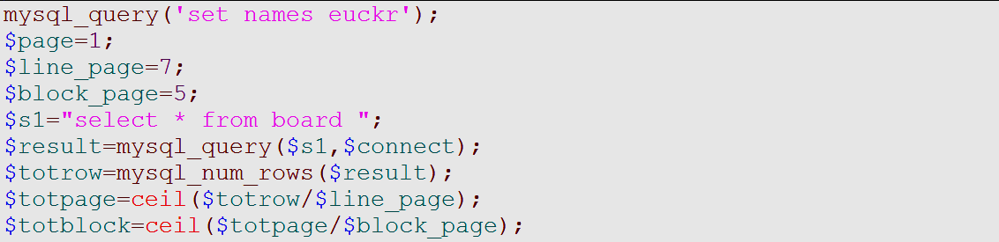 mysql_query('set names euckr');
$page=1;
$line_page=7;
$block_page=5;
$s1="select * from board ";
$result=mysql_query($s1,$connect);
$totrow=mysql_num_rows($result);
$totpage=ceil($totrow/$line_page);
$totblock=ceil($totpage/$block_page);